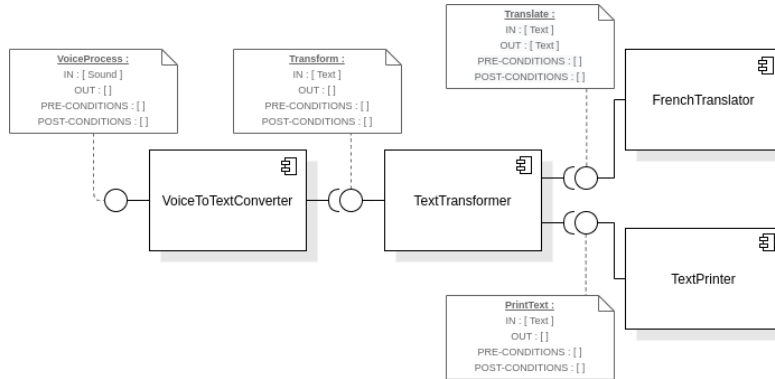 Translate :
IN : [ Text ]
OUT : [ Text ]
PRE-CONDITIONS : [ ]
POST-CONDITIONS : [ ]
VoiceProcess :
IN : [ Sound ]
OUT : [ ]
PRE-CONDITIONS : [ ]
POST-CONDITIONS : [ ]
Transform :
IN : [ Text ]
OUT : [ ]
PRE-CONDITIONS : [ ]
POST-CONDITIONS : [ ]
FrenchTranslator
VoiceToTextConverter
TextTransformer
TextPrinter
PrintText :
IN : [ Text ]
OUT : [ ]
PRE-CONDITIONS : [ ]
POST-CONDITIONS : [ ]